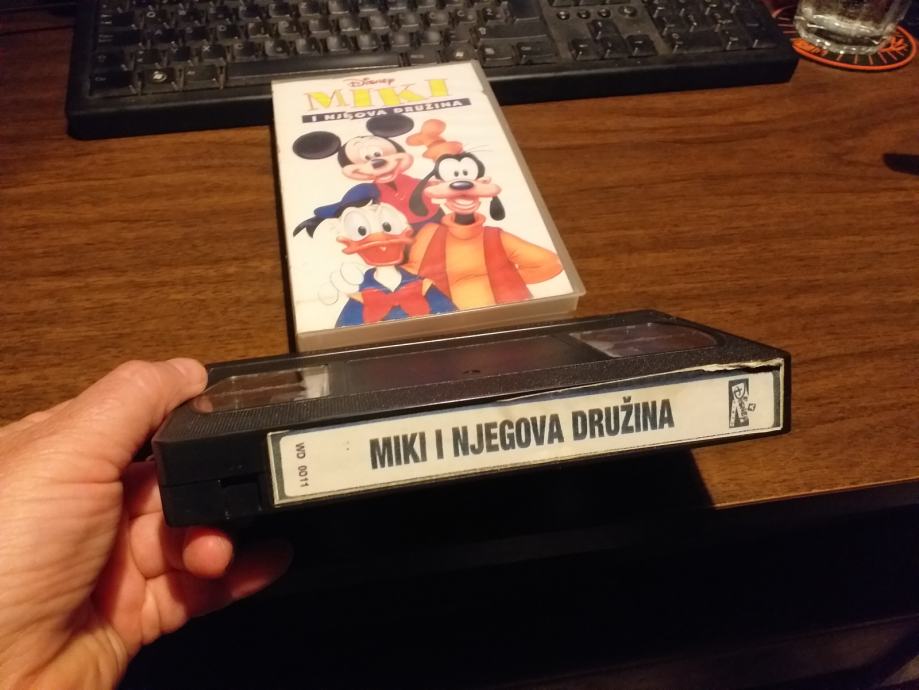 Disney
MIKI
I NJEGOVA DRUŽINA
MIKI I NJEGOVA DRUŽINA
WD 0011